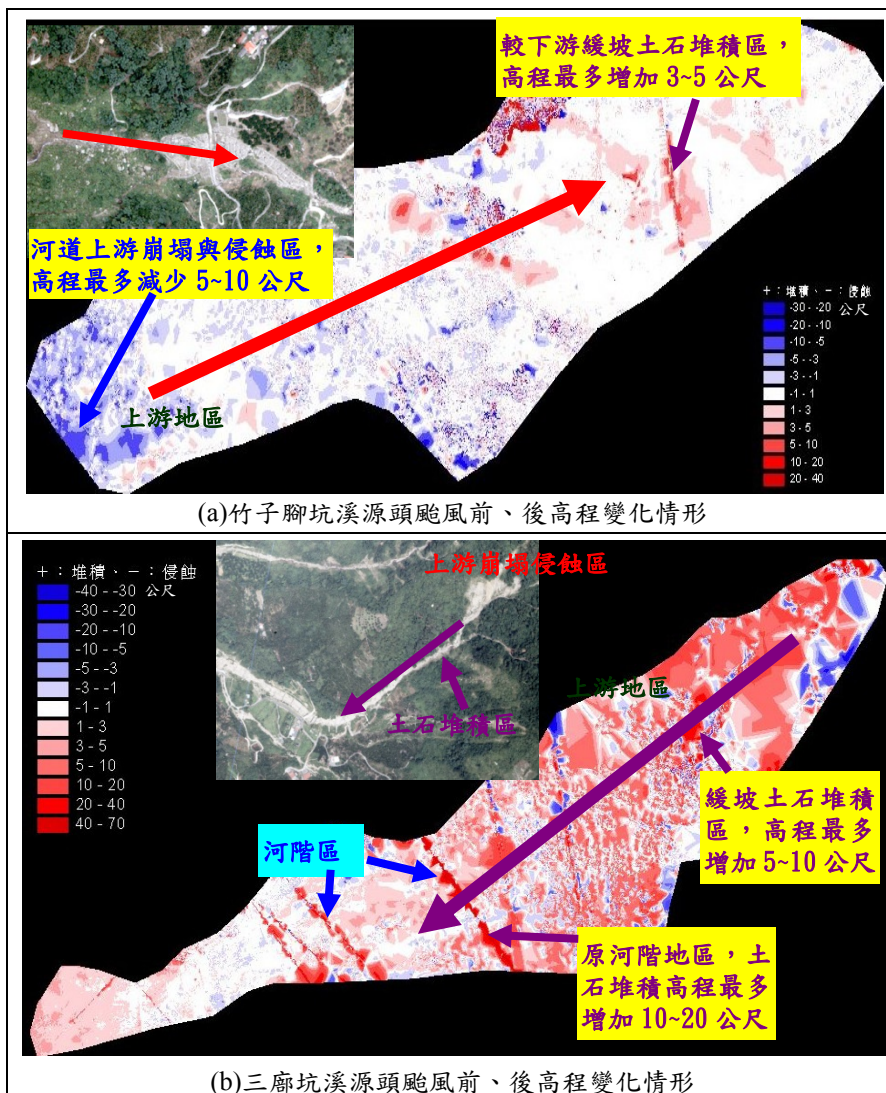 較下游緩坡土石堆積區，
高程最多增加 3~5 公尺
河道上游崩塌與侵蝕區，
高程最多減少 5~10 公尺
上游地區
+：堆積、－：侵蝕
公尺
-30 - -20
-20 - -10
-10 - -5
-5 - -3
-3 - -1
-1 - 1
1 - 3
3 - 5
5 - 10
10 - 20
20 - 40
(a)竹子腳坑溪源頭颱風前、後高程變化情形
+：堆積、－：侵蝕
公尺
-40 - -30
-30 - -20
-20 - -10
-10 - -5
-5 - -3
-3 - -1
-1 - 1
1 - 3
3 - 5
5 - 10
10 - 20
20 - 40
40 - 70
上游崩塌侵蝕區
上游地區
土石堆積區
緩坡土石堆積
區，高程最多
增加 5~10 公尺
河階區
原河階地區，土
石堆積高程最多
增加 10~20 公尺
(b)三廍坑溪源頭颱風前、後高程變化情形